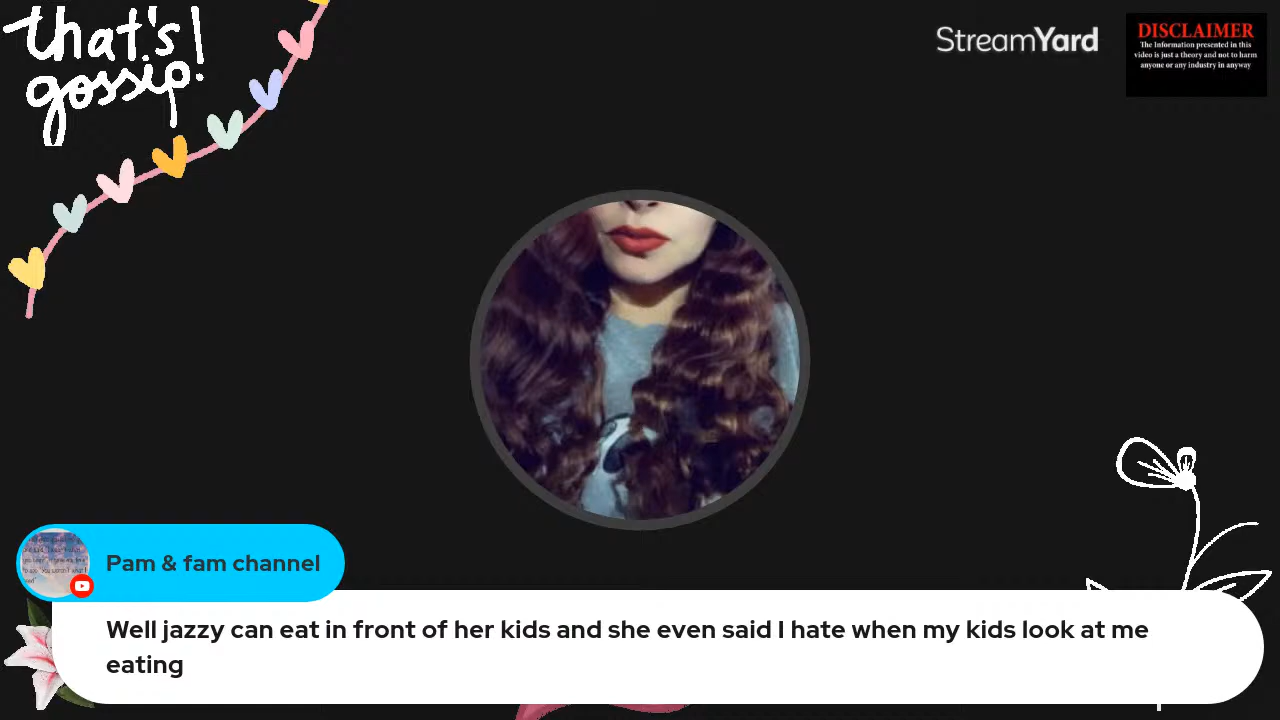 that's
gossip!
StreamYard
DISCLAIMER
The Information presented in this
video is just a theory and not to harm
anyone or any industry in anyway
Pam & fam channel
Well jazzy can eat in front of her kids and she even said I hate when my kids look at me
eating